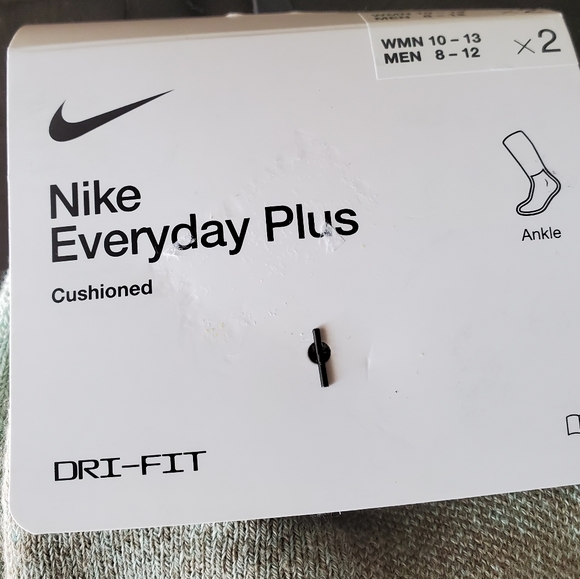 WMN 10 – 13
MEN 8 – 12
×2
Nike
Everyday Plus
Cushioned
Ankle
DRI-FIT